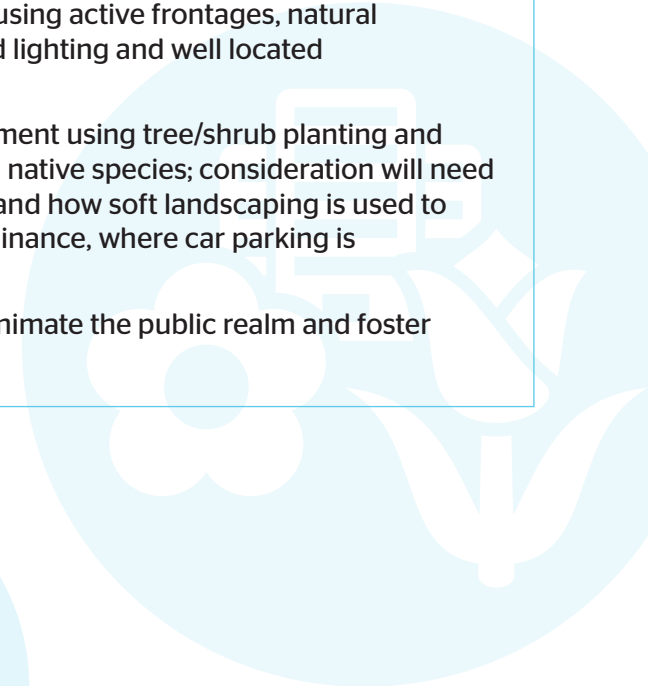 using active frontages, natural
lighting and well located
ment using tree/shrub planting and
native species; consideration will need
and how soft landscaping is used to
inance, where car parking is
nimate the public realm and foster